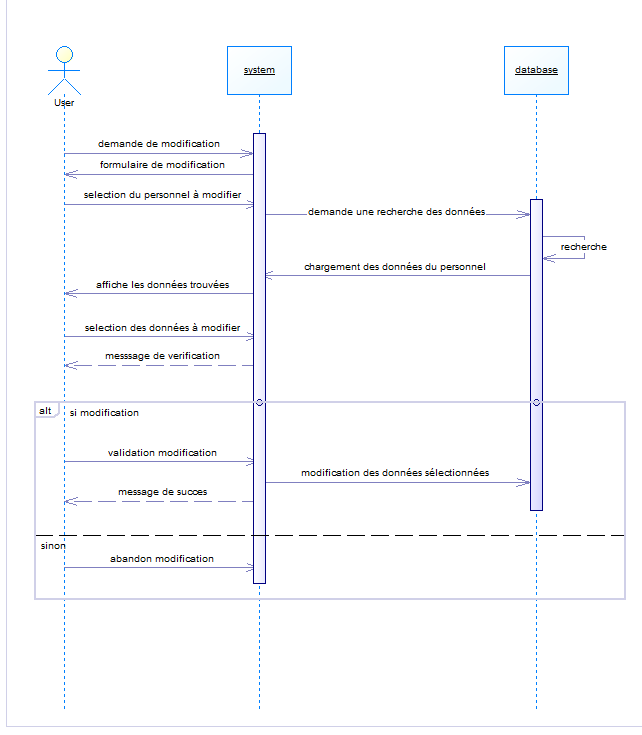 User
system
database
demande de modification
formulaire de modification
selection du personnel à modifier
demande une recherche des données
recherche
chargement des données du personnel
affiche les données trouvées
selection des données à modifier
messsage de verification
alt
si modification
validation modification
modification des données sélectionnées
message de succes
sinon
abandon modification